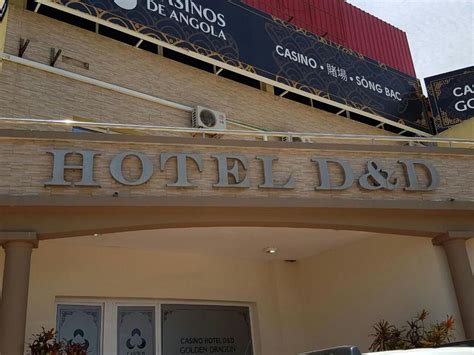 CASINOS
DE ANGOLA
CASINO • 賭場 • SÒNG BẠC
HOTEL D&D
CASINO HOTEL D&D
GOLDEN DRAGON